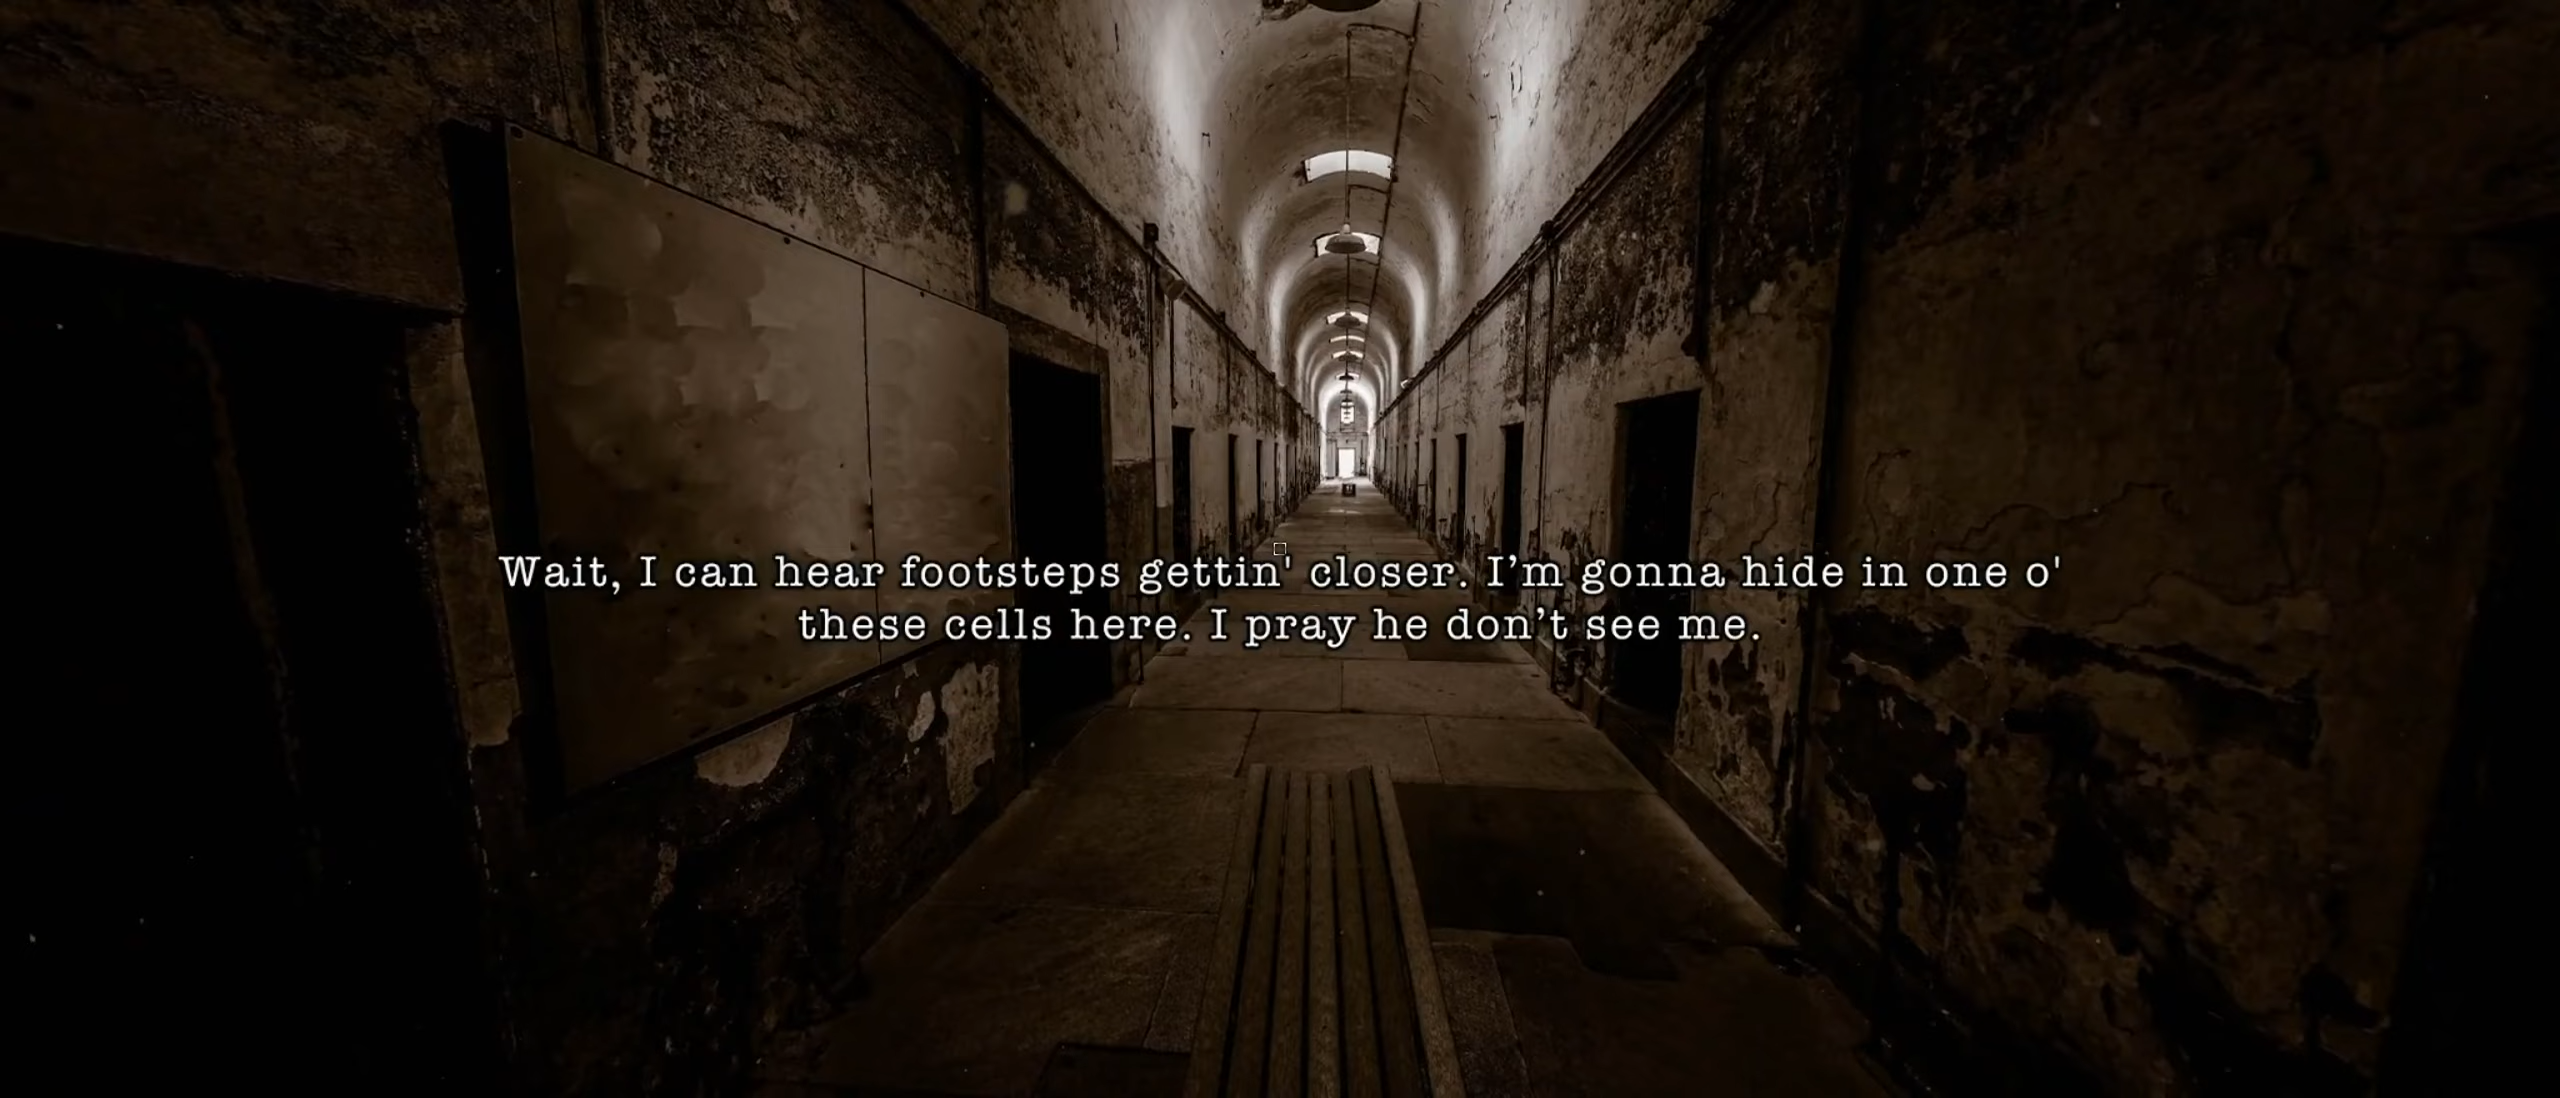 Wait, I can hear footsteps gettin' closer. I’m gonna hide in one o'
these cells here. I pray he don’t see me.